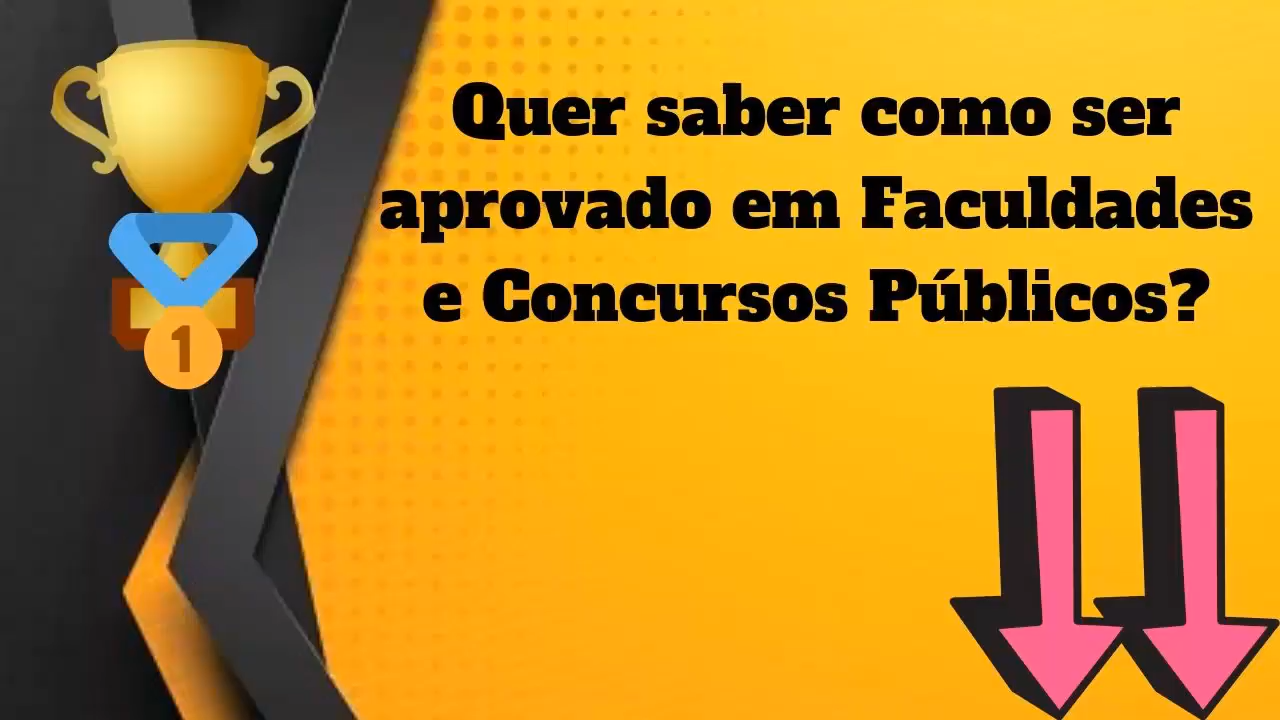 Quer saber como ser
aprovado em Faculdades
e Concursos Públicos?
1